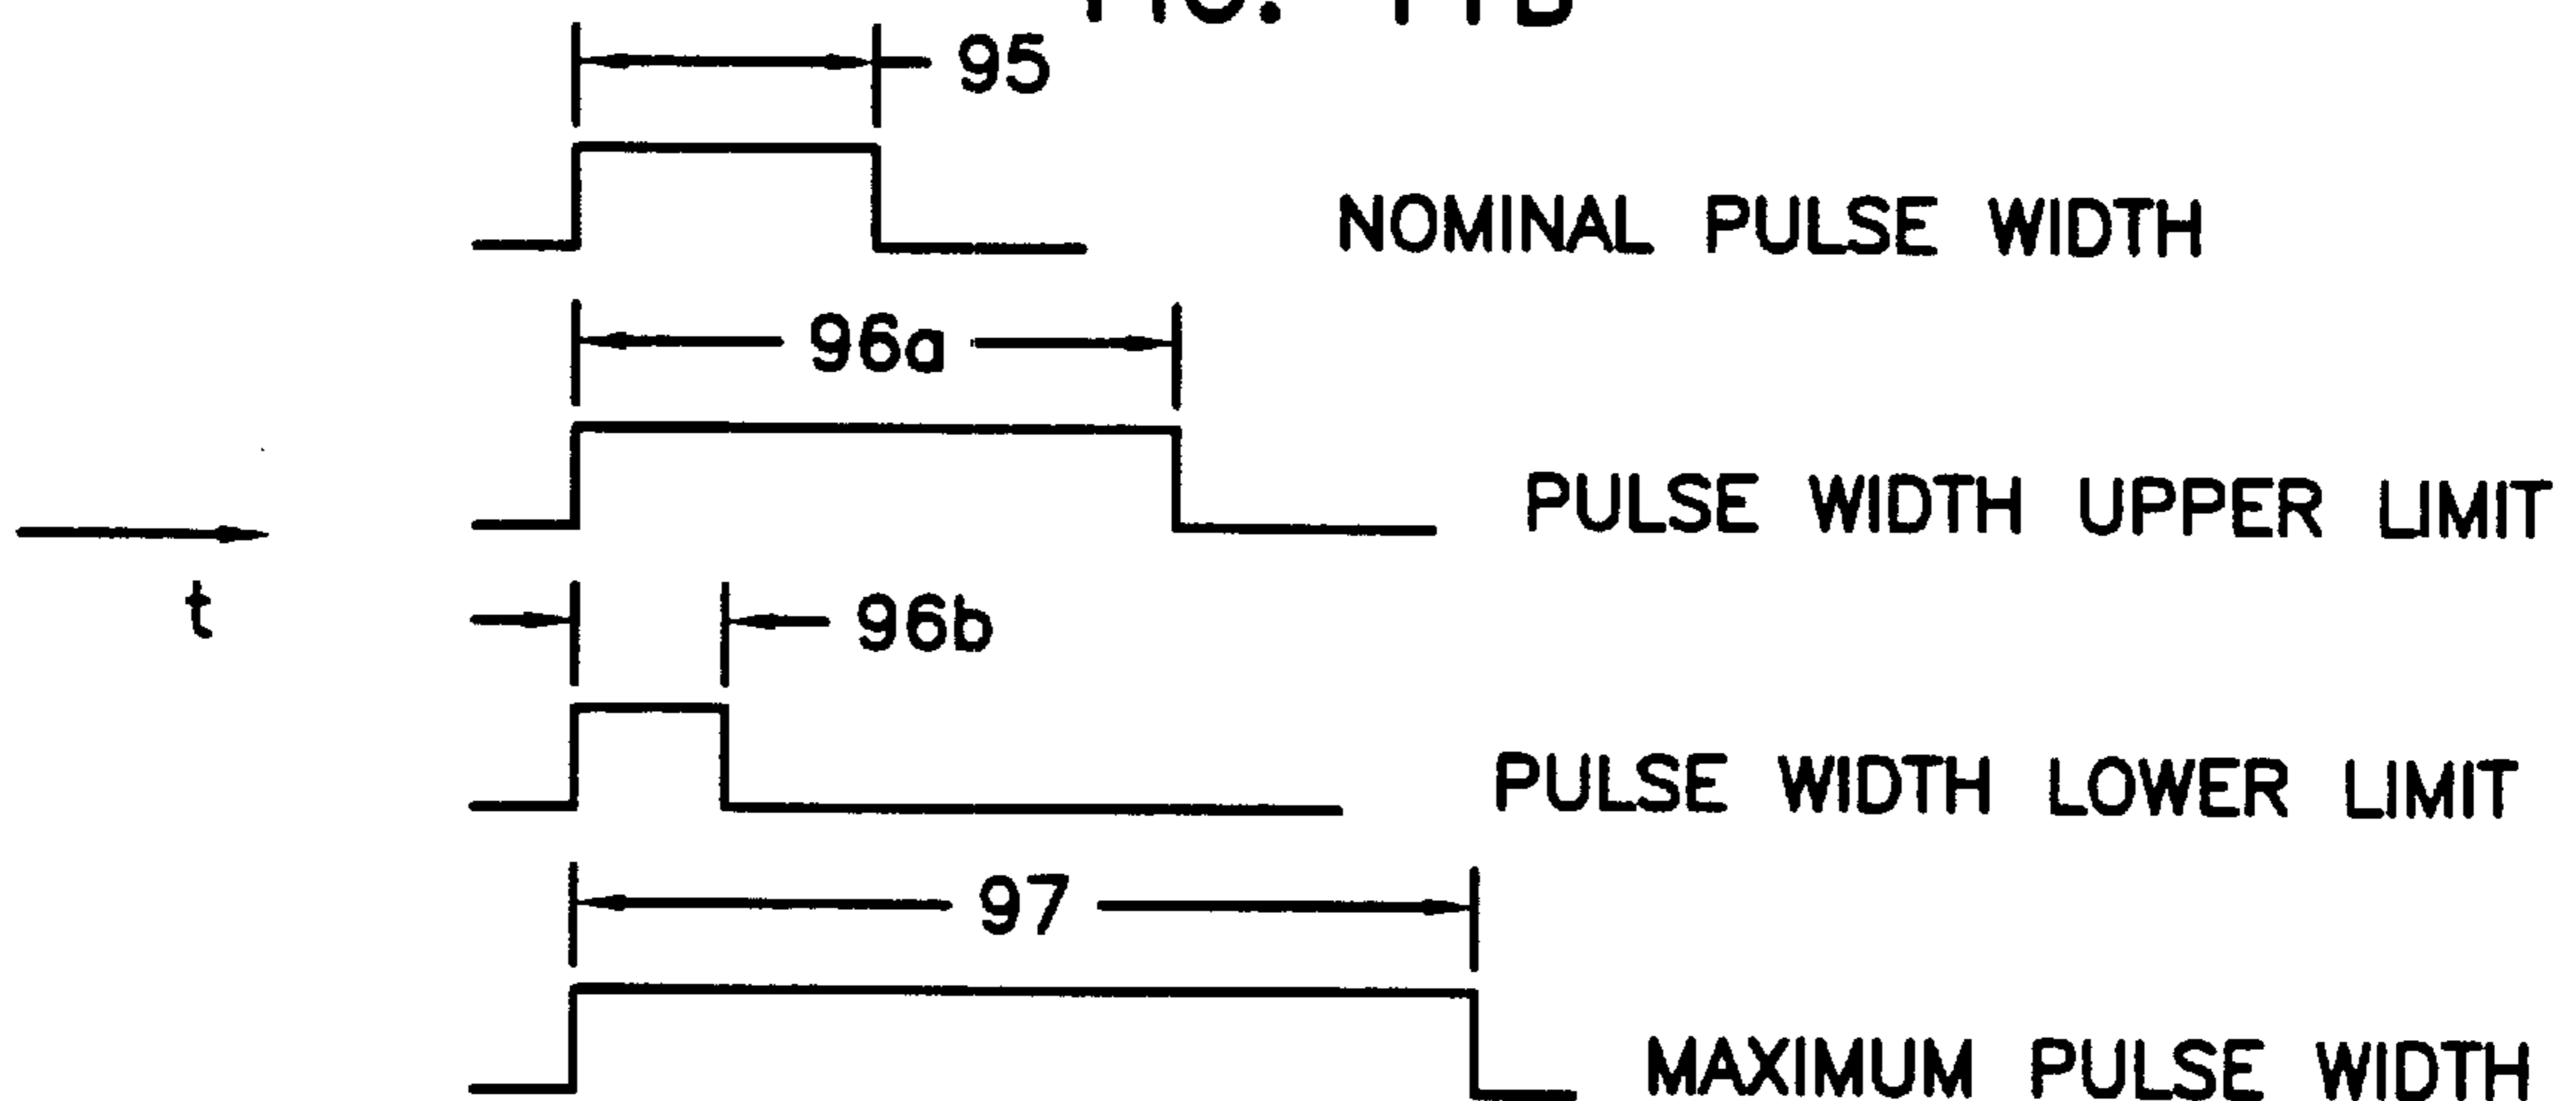 95
NOMINAL PULSE WIDTH
96a
PULSE WIDTH UPPER LIMIT
t
96b
PULSE WIDTH LOWER LIMIT
97
MAXIMUM PULSE WIDTH